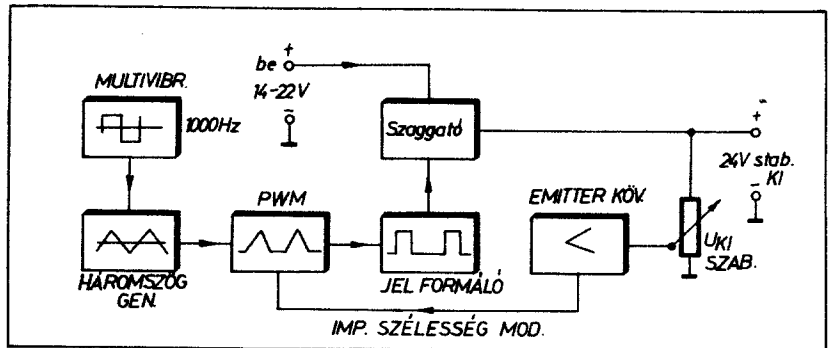 MULTIVIBR.
1000Hz
be +
14-22V
-
Szaggató
+
24V stab.
- KI
HÁROMSZÖG
GEN.
PWM
JEL FORMÁLÓ
EMITTER KÖV.
UKI
SZAB.
IMP. SZÉLESSÉG MOD.